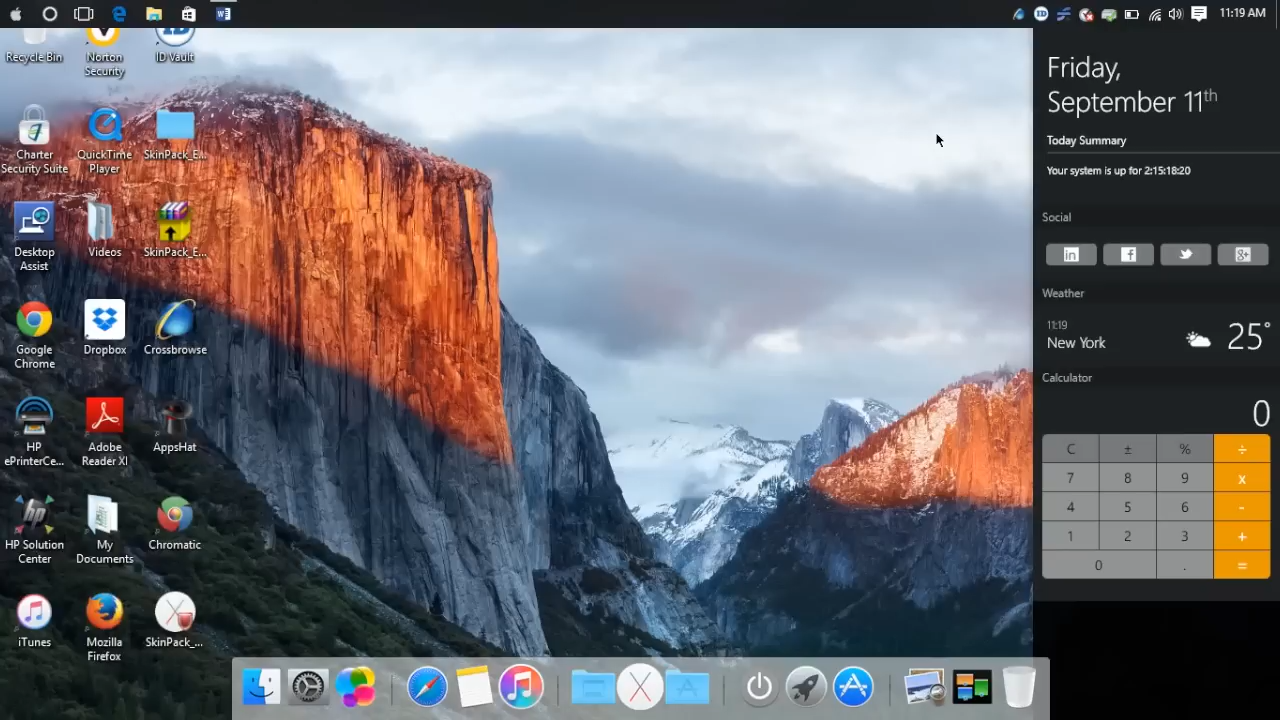 11:19 AM
Recycle Bin
Norton
Security
ID Vault
Charter
Security Suite
QuickTime
Player
SkinPack_E...
Desktop
Assist
Videos
SkinPack_E...
Google
Chrome
Dropbox
Crossbrowse
HP
ePrinterCe...
Adobe
Reader XI
AppsHat
HP Solution
Center
My
Documents
Chromatic
iTunes
Mozilla
Firefox
SkinPack_...
Friday,
September 11th
Today Summary
Your system is up for 2:15:18:20
Social
Weather
11:19
New York
25°
Calculator
0
C ± % ÷
7 8 9 x
4 5 6 -
1 2 3 +
0 . =